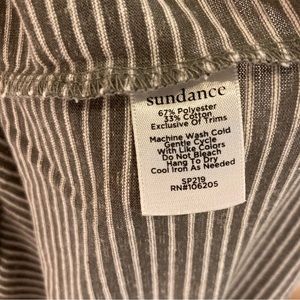 sundance
67% Polyester
33% Cotton
Exclusive Of Trims
Machine Wash Cold
Gentle Cycle
With Like Colors
Do Not Bleach
Hang To Dry
Cool Iron As Needed
SP219
RN#106205